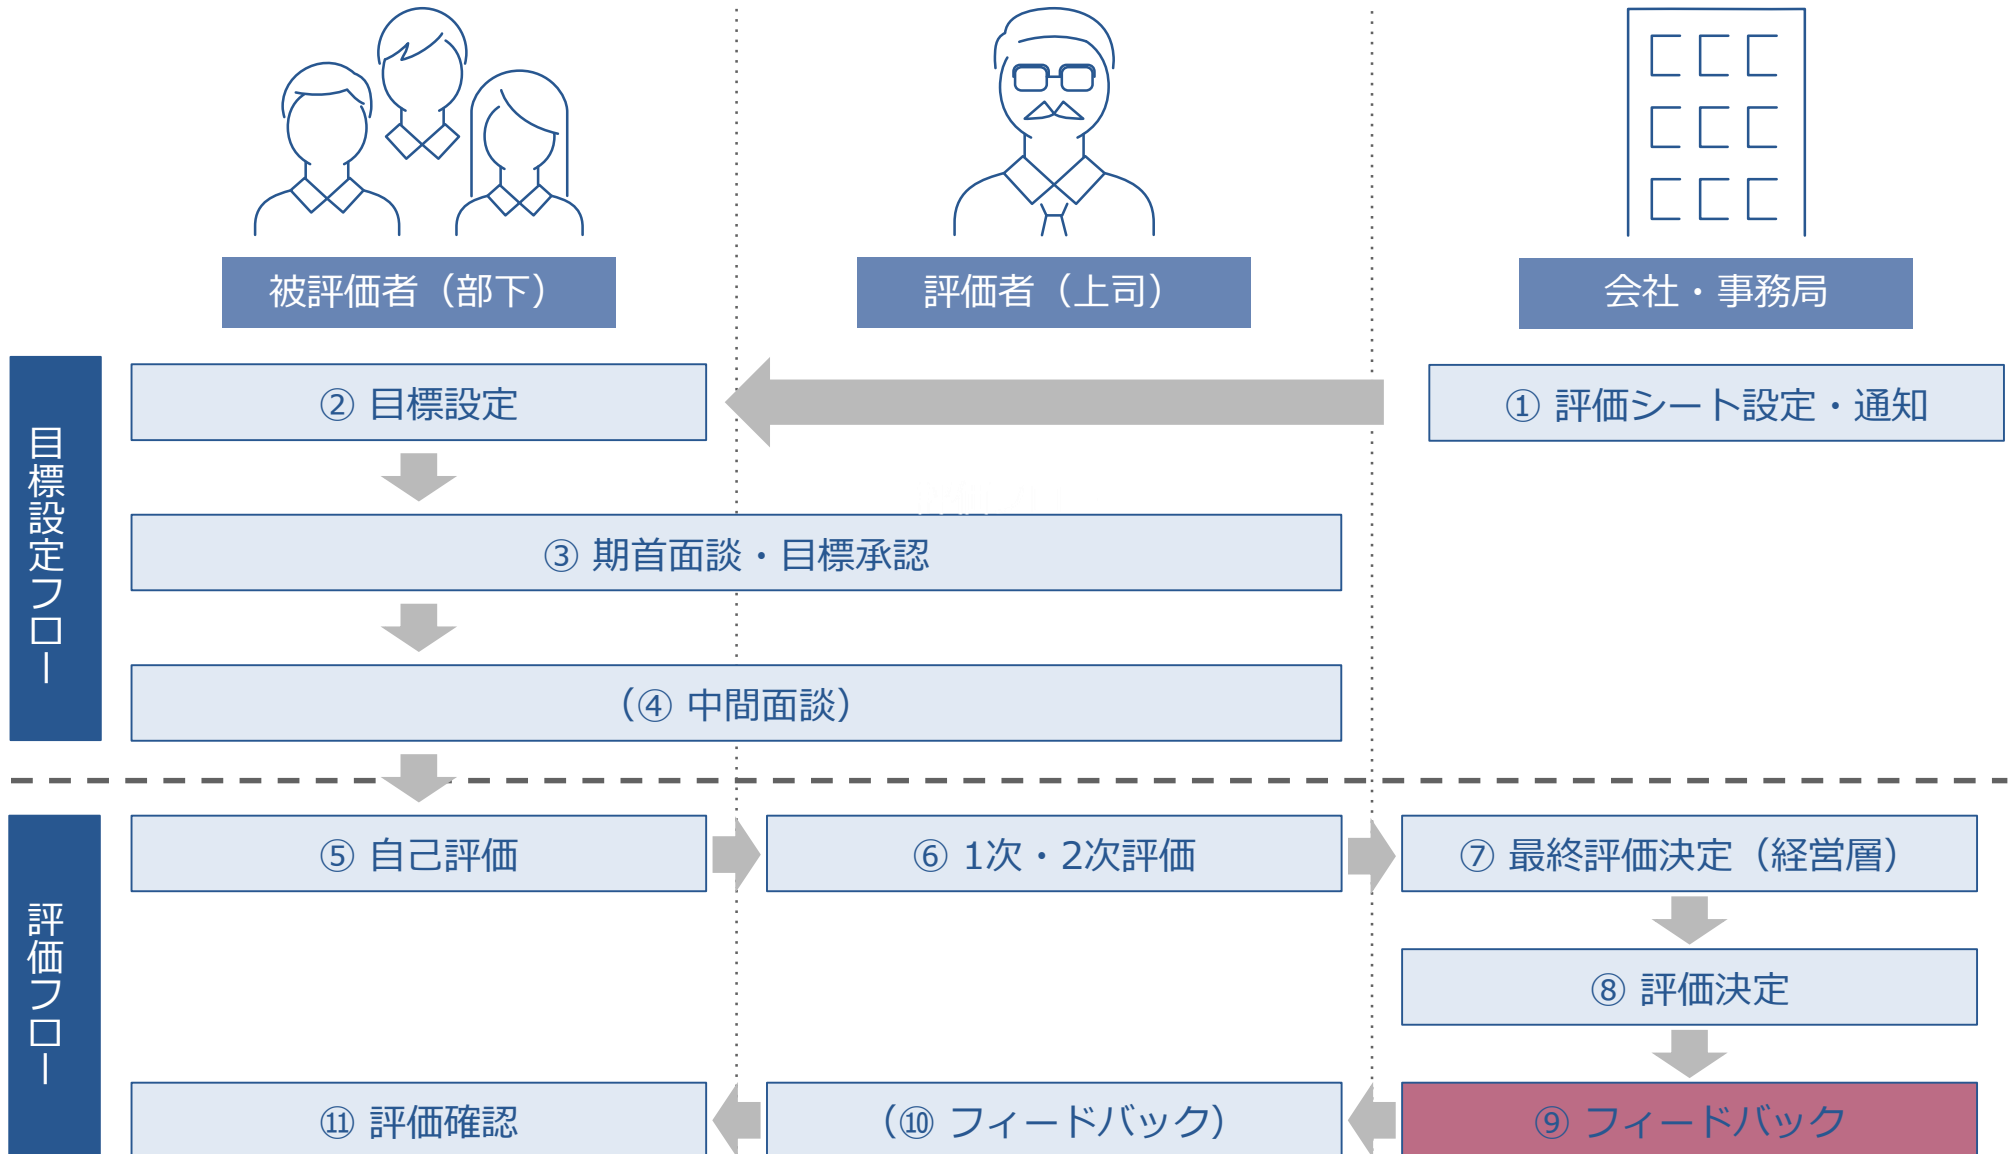 被評価者（部下）
評価者（上司）
会社・事務局
目標設定フロー
② 目標設定
① 評価シート設定・通知
③ 期首面談・目標承認
（④ 中間面談）
評価フロー
⑤ 自己評価
⑥ 1次・2次評価
⑦ 最終評価決定（経営層）
⑧ 評価決定
⑪ 評価確認
（⑩ フィードバック）
⑨ フィードバック